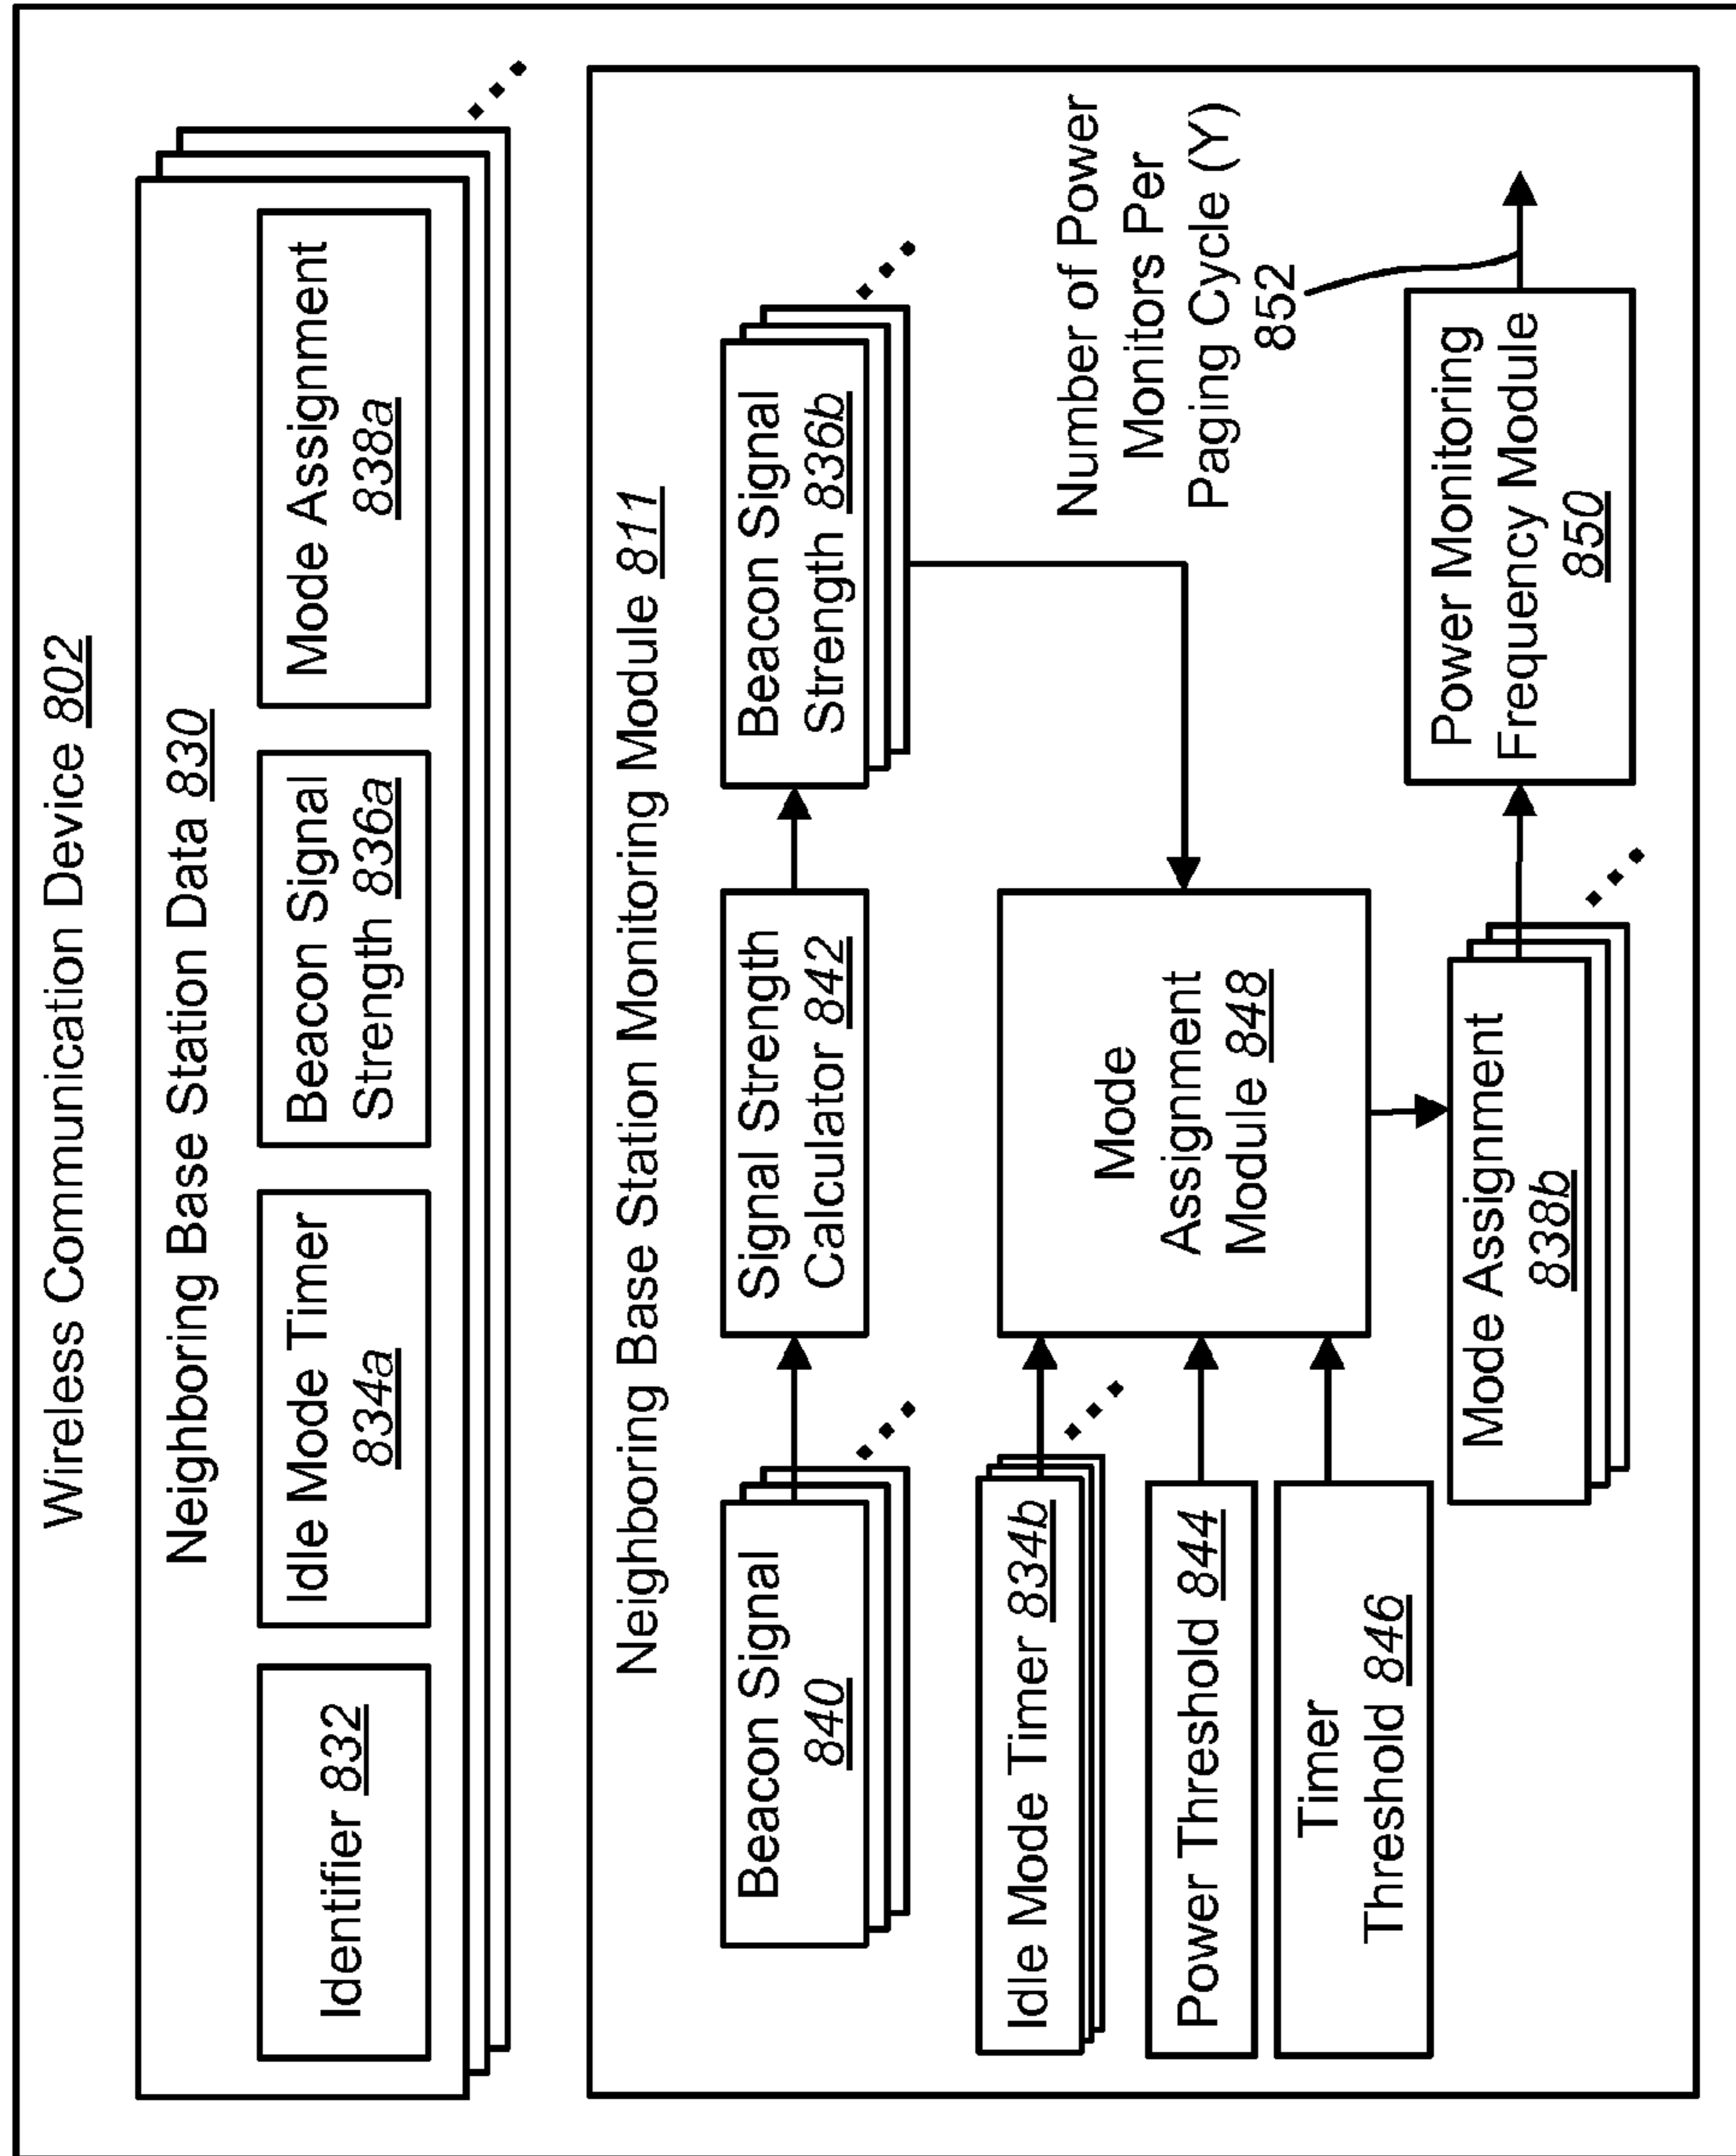 Wireless Communication Device 802
Neighboring Base Station Data 830
Identifier 832
Idle Mode Timer
834a
Beacon Signal
Strength 836a
Mode Assignment
838a
Neighboring Base Station Monitoring Module 811
Beacon Signal
840
Signal Strength
Calculator 842
Beacon Signal
Strength 836b
Idle Mode Timer 834b
Power Threshold 844
Timer
Threshold 846
Mode
Assignment
Module 848
Number of Power
Monitors Per
Paging Cycle (Y)
852
Mode Assignment
838b
Power Monitoring
Frequency Module
850